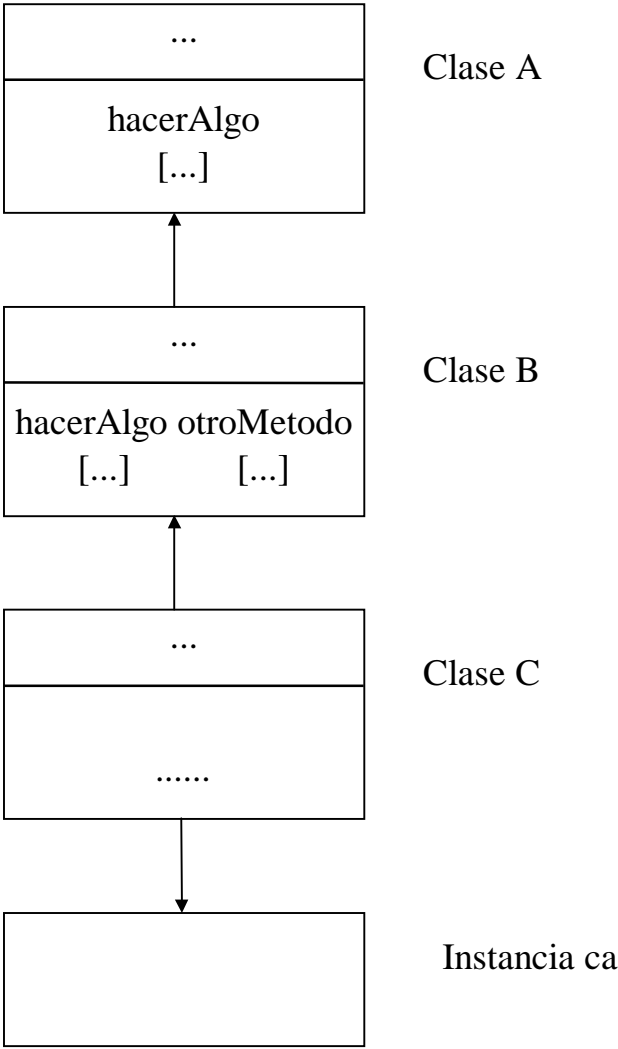 ...
Clase A
hacerAlgo
[...]
...
Clase B
hacerAlgo otroMetodo
[...] [...]
...
Clase C
......
Instancia ca